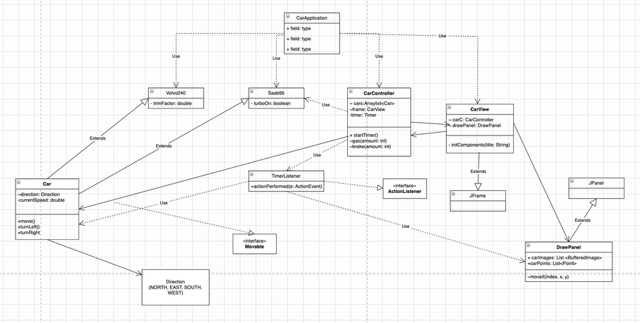 CarApplication
+ field: type
+ field: type
+ field: type
Use
Use
Use
Volvo240
- trimFactor: double
Saab95
- turboOn: boolean
CarController
~ cars:Arraylist<Car>
~frame: CarView
-timer: Timer
+ startTimer()
~gas(amount: int)
~brake(amount: int)
CarView
~ carC: CarController
~ drawPanel: DrawPanel
- initComponents(title: String)
Use
Extends
Extends
Use
TimerListener
+actionPerformed(e: ActionEvent)
«interface»
ActionListener
Extends
JFrame
JPanel
Extends
Car
~direction: Direction
~currentSpeed: double
+move()
+turnLeft()
+turnRight
Use
«interface»
Movable
Use
DrawPanel
+ carImages: List <BufferedImage>
+carPoints: List<Point>
~moveit(index, x, y)
Direction
(NORTH, EAST, SOUTH,
WEST)